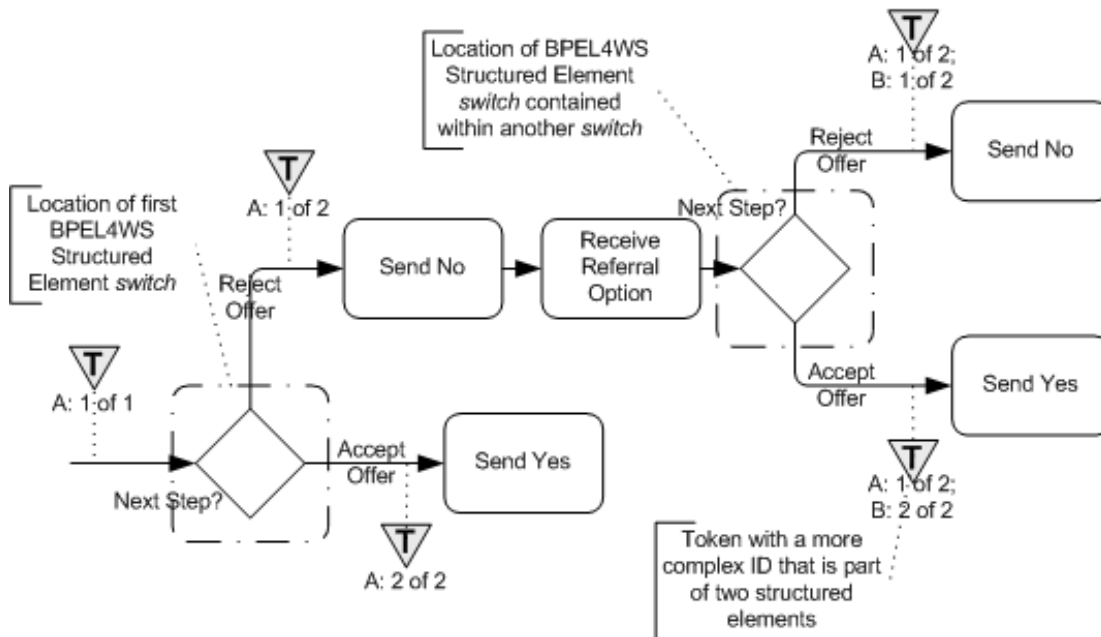 T
A: 1 of 2;
B: 1 of 2
Location of BPEL4WS
Structured Element
switch contained
within another switch
Reject
Offer
Send No
T
A: 1 of 2
Location of first
BPEL4WS
Structured
Element switch
Next Step?
Send No
Receive
Referral
Option
Reject
Offer
T
A: 1 of 1
Accept
Offer
Send Yes
Accept
Offer
Send Yes
Next Step?
T
A: 1 of 2;
B: 2 of 2
T
A: 2 of 2
Token with a more
complex ID that is part
of two structured
elements